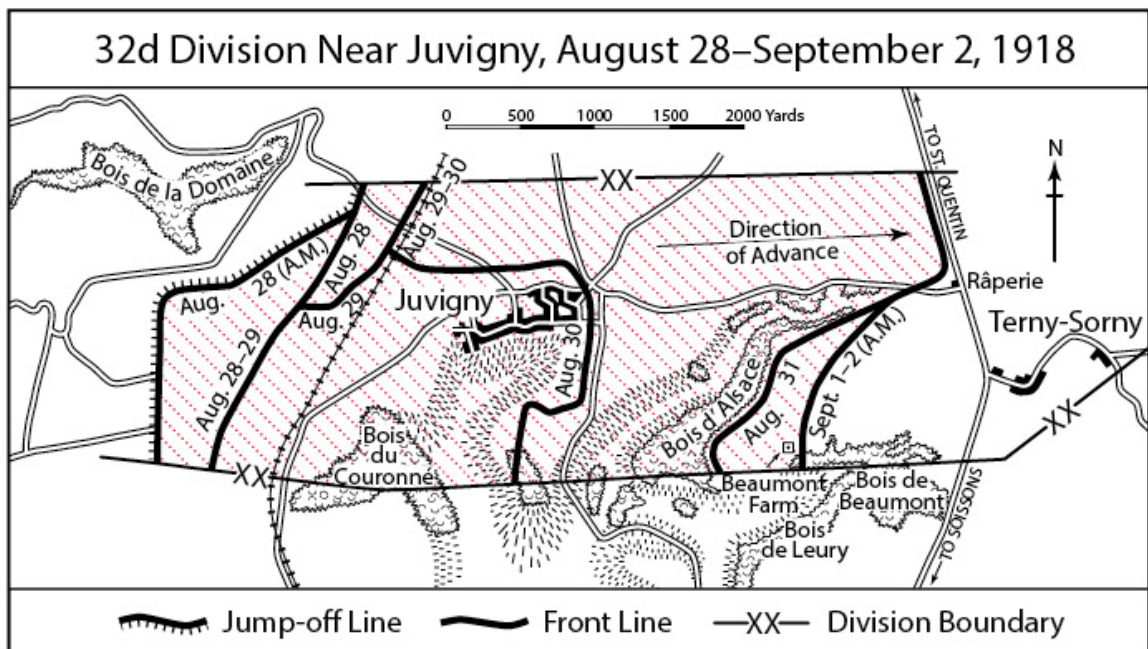 32d Division Near Juvigny, August 28–September 2, 1918
0 500 1000 1500 2000 Yards
N
TO ST. QUENTIN
Bois de la Domaine
XX
Aug. 29–30
Aug. 28
Aug. 28 (A.M.)
Direction
of Advance
Râperie
Juvigny
Aug. 29
Terny-Sorny
Aug. 30
Aug. 28–29
Bois d'Alsace
Aug. 31
Sept. 1–2 (A.M.)
XX
Bois
du
Couronne
XX
Beaumont
Farm
Bois de
Beaumont
Bois
de Leury
TO SOISSONS
Jump-off Line
Front Line
XX
Division Boundary